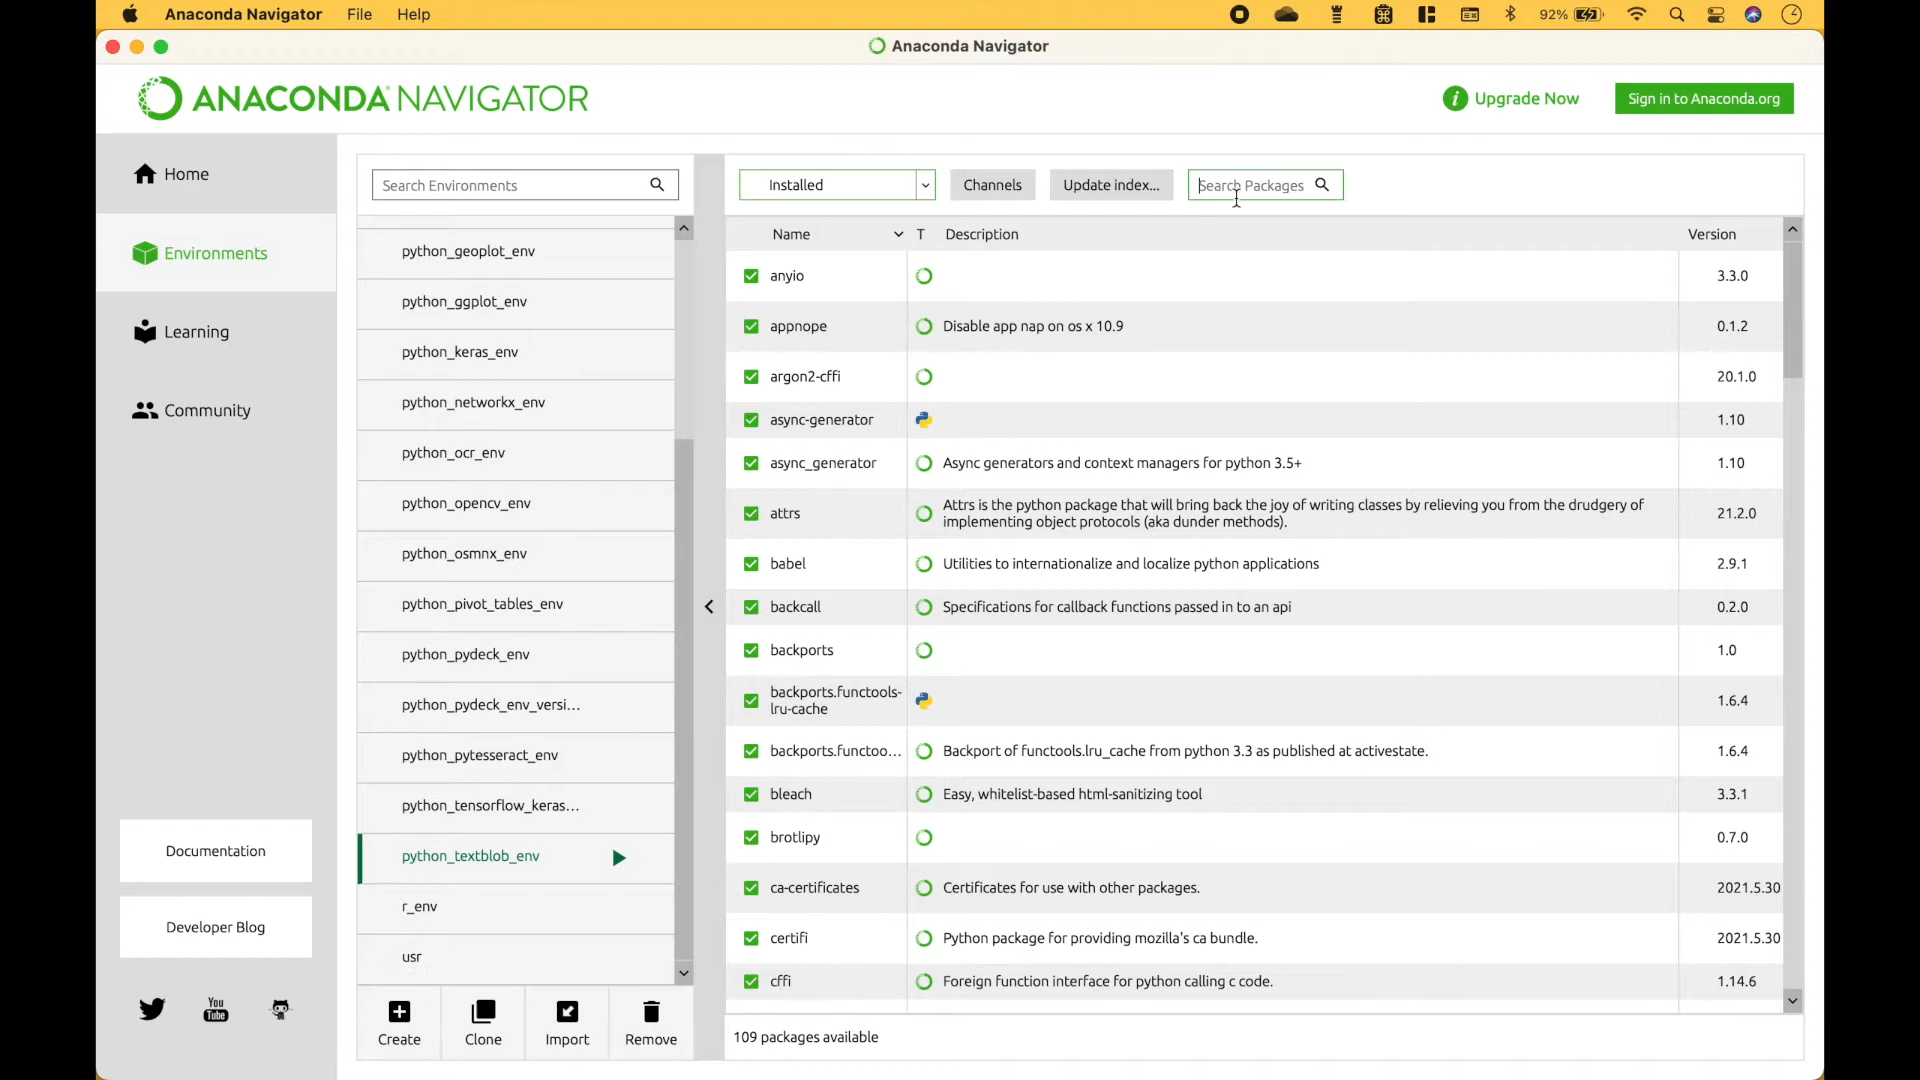 Anaconda Navigator File Help 92%
Anaconda Navigator
ANACONDA NAVIGATOR
i Upgrade Now
Sign in to Anaconda.org
Home
Environments
Learning
Community
Documentation
Developer Blog
You
Tube
Search Environments
python_geoplot_env
python_ggplot_env
python_keras_env
python_networkx_env
python_ocr_env
python_opencv_env
python_osmnx_env
python_pivot_tables_env
python_pydeck_env
python_pydeck_env_versi...
python_pytesseract_env
python_tensorflow_keras...
python_textblob_env
r_env
usr
Create Clone Import Remove
Installed Channels Update index... Search Packages
Name T Description Version
anyio 3.3.0
appnope Disable app nap on os x 10.9 0.1.2
argon2-cffi 20.1.0
async-generator 1.10
async_generator Async generators and context managers for python 3.5+ 1.10
attrs Attrs is the python package that will bring back the joy of writing classes by relieving you from the drudgery of 21.2.0
implementing object protocols (aka dunder methods).
babel Utilities to internationalize and localize python applications 2.9.1
backcall Specifications for callback functions passed in to an api 0.2.0
backports 1.0
backports.functools- 1.6.4
lru-cache
backports.functoo... Backport of functools.lru_cache from python 3.3 as published at activestate. 1.6.4
bleach Easy, whitelist-based html-sanitizing tool 3.3.1
brotlipy 0.7.0
ca-certificates Certificates for use with other packages. 2021.5.30
certifi Python package for providing mozilla's ca bundle. 2021.5.30
cffi Foreign function interface for python calling c code. 1.14.6
109 packages available